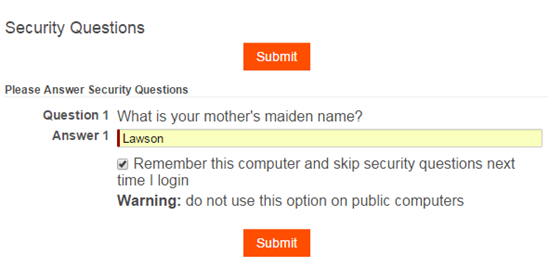 Security Questions
Submit
Please Answer Security Questions
Question 1 What is your mother's maiden name?
Answer 1 Lawson
Remember this computer and skip security questions next
time I login
Warning: do not use this option on public computers
Submit